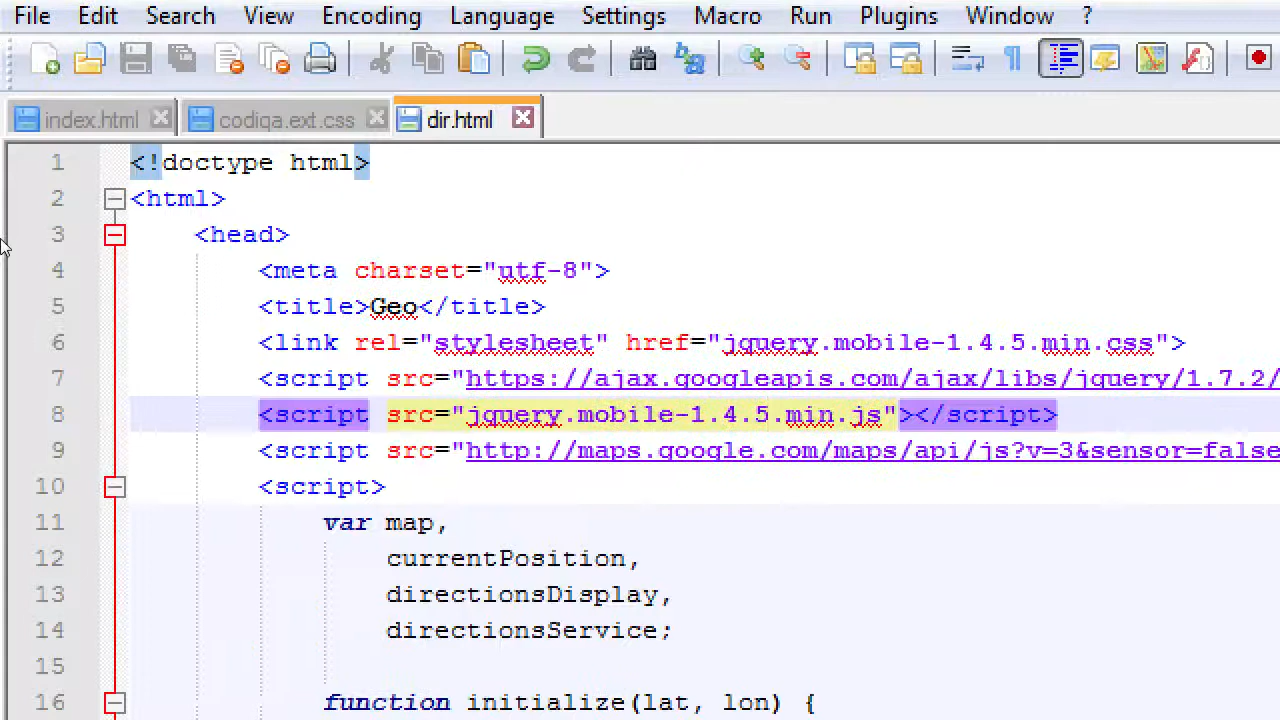 File Edit Search View Encoding Language Settings Macro Run Plugins Window ?
index.html codiqa.ext.css dir.html
1 <!doctype html>
2 <html>
3 <head>
4 <meta charset="utf-8">
5 <title>Geo</title>
6 <link rel="stylesheet" href="jquery.mobile-1.4.5.min.css">
7 <script src="https://ajax.googleapis.com/ajax/libs/jquery/1.7.2/
8 <script src="jquery.mobile-1.4.5.min.js"></script>
9 <script src="http://maps.google.com/maps/api/js?v=3&sensor=false
10 <script>
11 var map,
12 currentPosition,
13 directionsDisplay,
14 directionsService;
15
16 function initialize(lat, lon) {